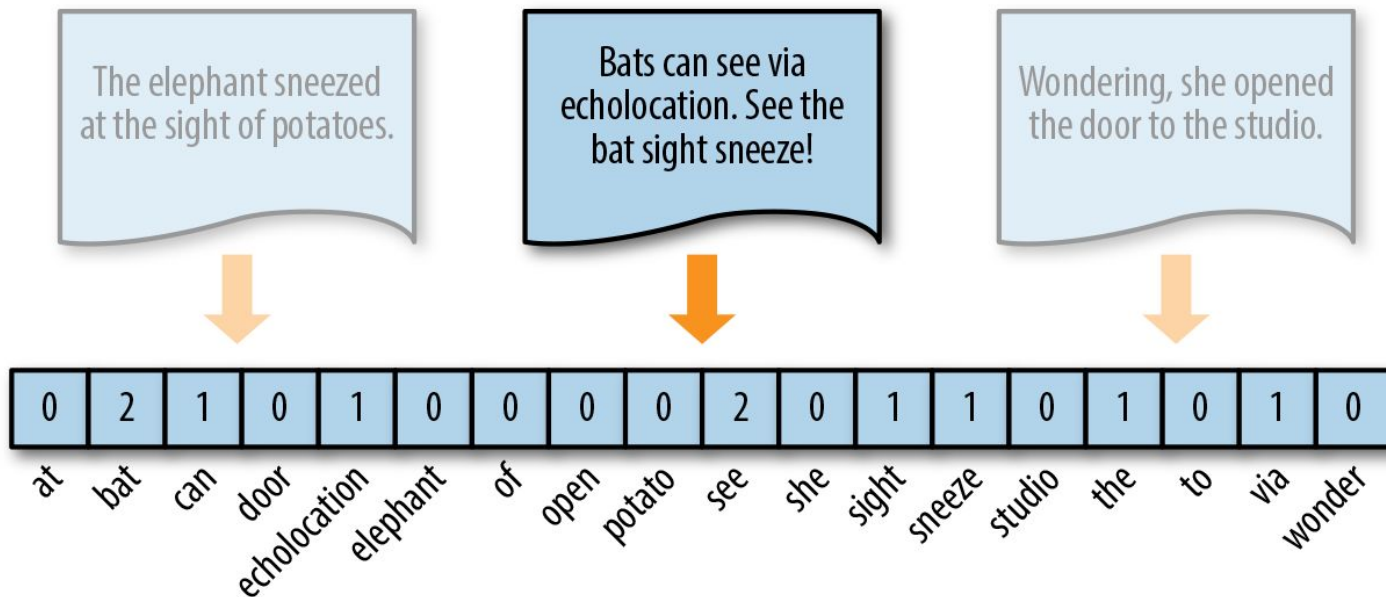 The elephant sneezed
at the sight of potatoes.
Bats can see via
echolocation. See the
bat sight sneeze!
Wondering, she opened
the door to the studio.
0 2 1 0 1 0 0 0 0 2 0 1 1 0 1 0 1 0
at bat can door echolocation elephant of open potato see she sight sneeze studio the to via wonder